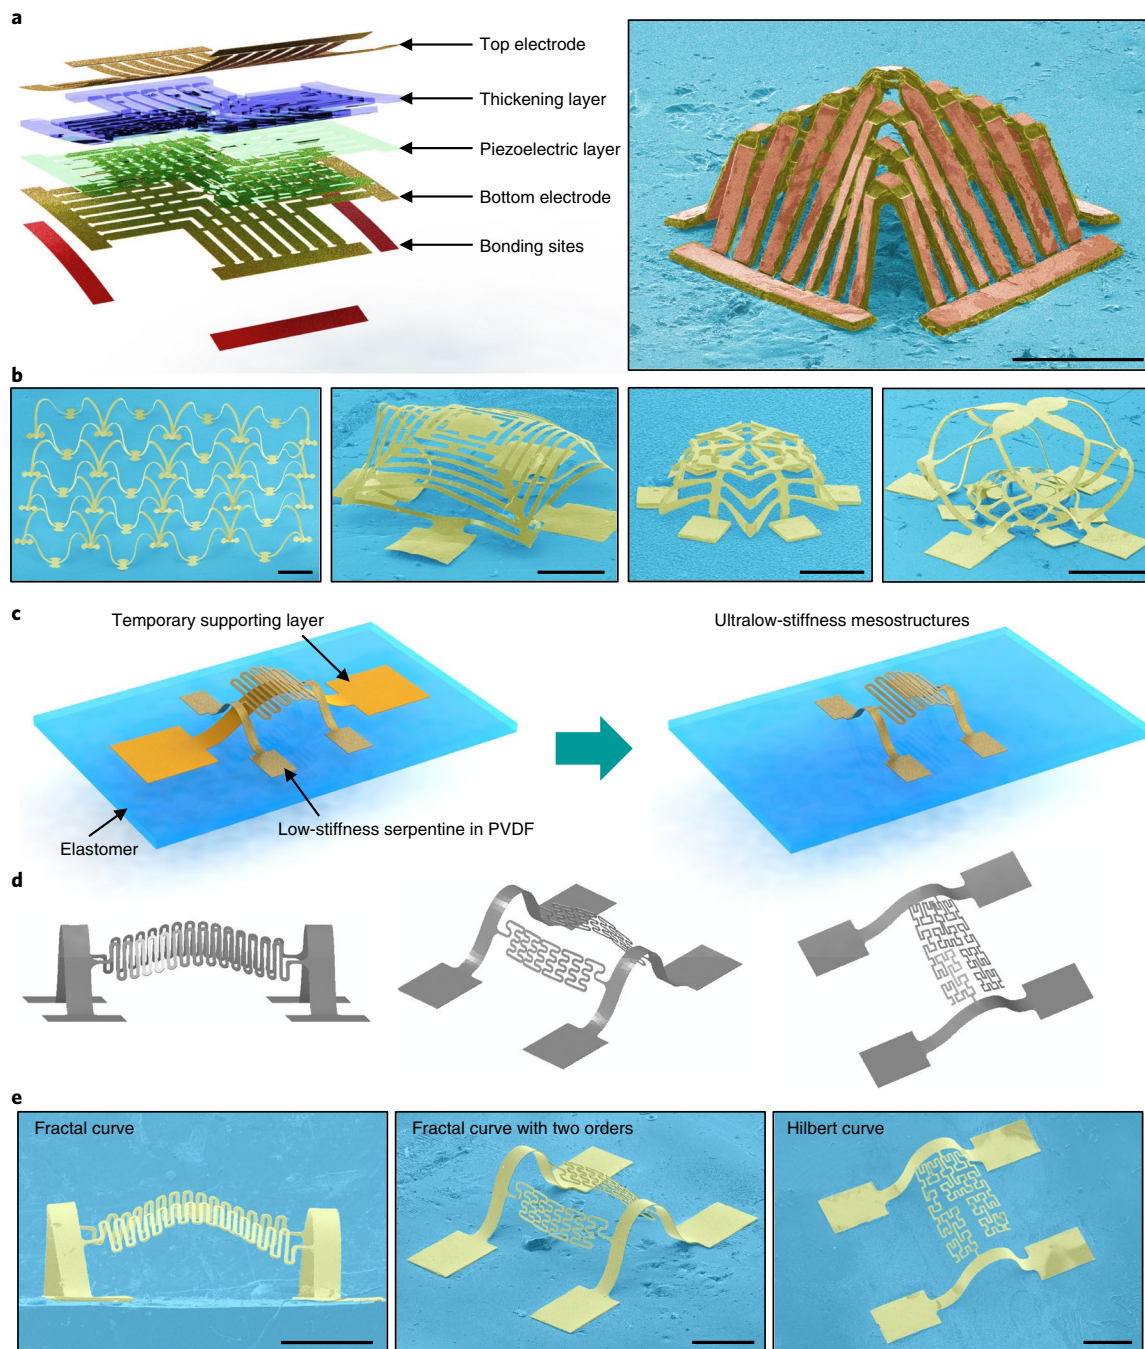 a
Top electrode
Thickening layer
Piezoelectric layer
Bottom electrode
Bonding sites
b
c
Temporary supporting layer
Ultralow-stiffness mesostructures
Low-stiffness serpentine in PVDF
Elastomer
d
e
Fractal curve
Fractal curve with two orders
Hilbert curve